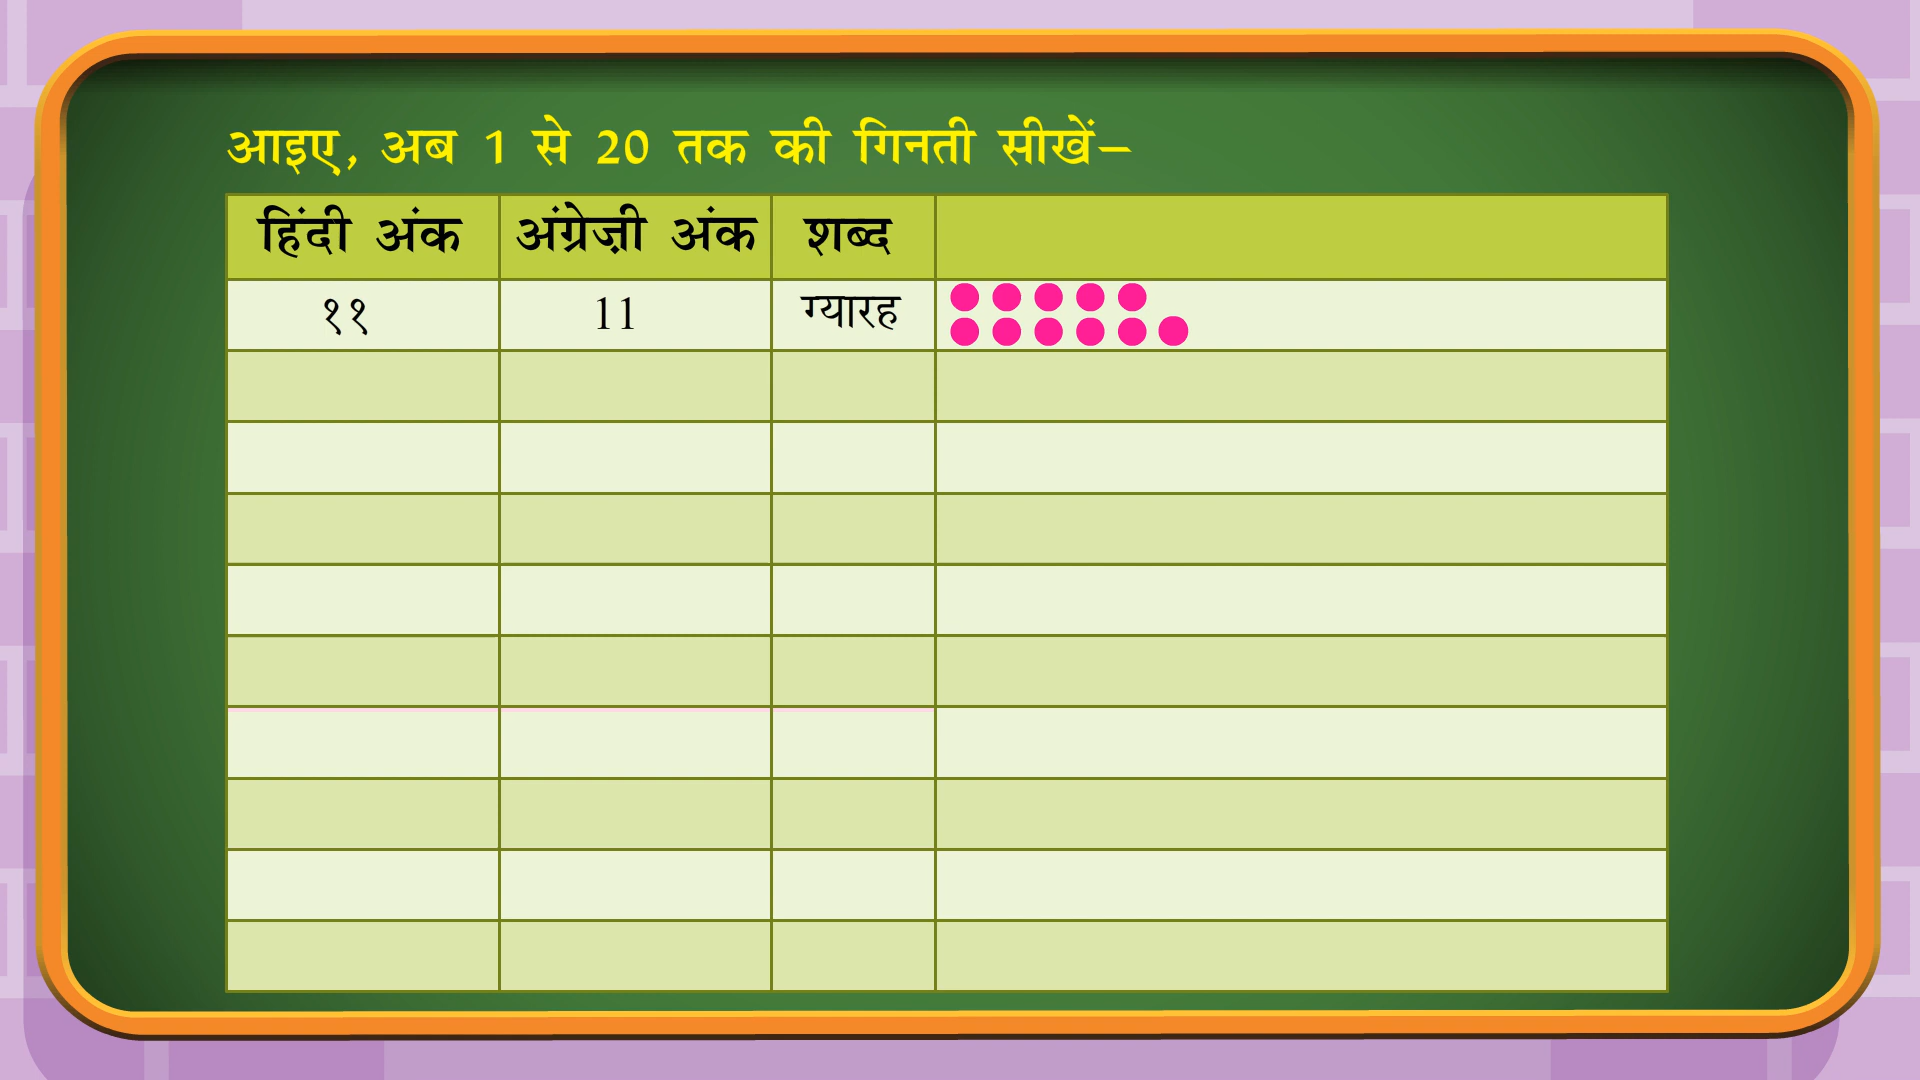 आइए, अब 1 से 20 तक की गिनती सीखें–
हिंदी अंक अंग्रेज़ी अंक शब्द
११ 11 ग्यारह